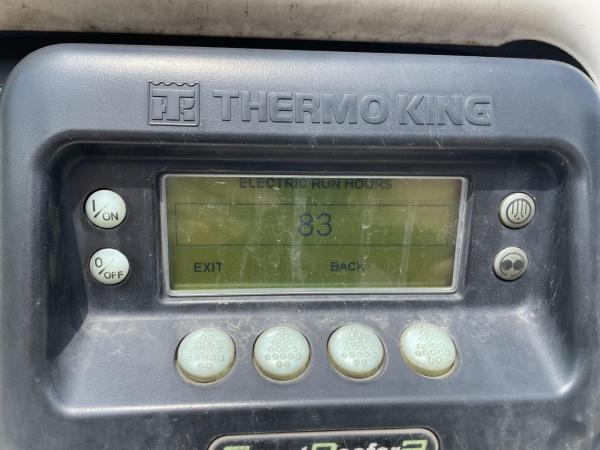 THERMO KING
ELECTRIC RUN HOURS
I/ON
83
0/OFF
EXIT BACK